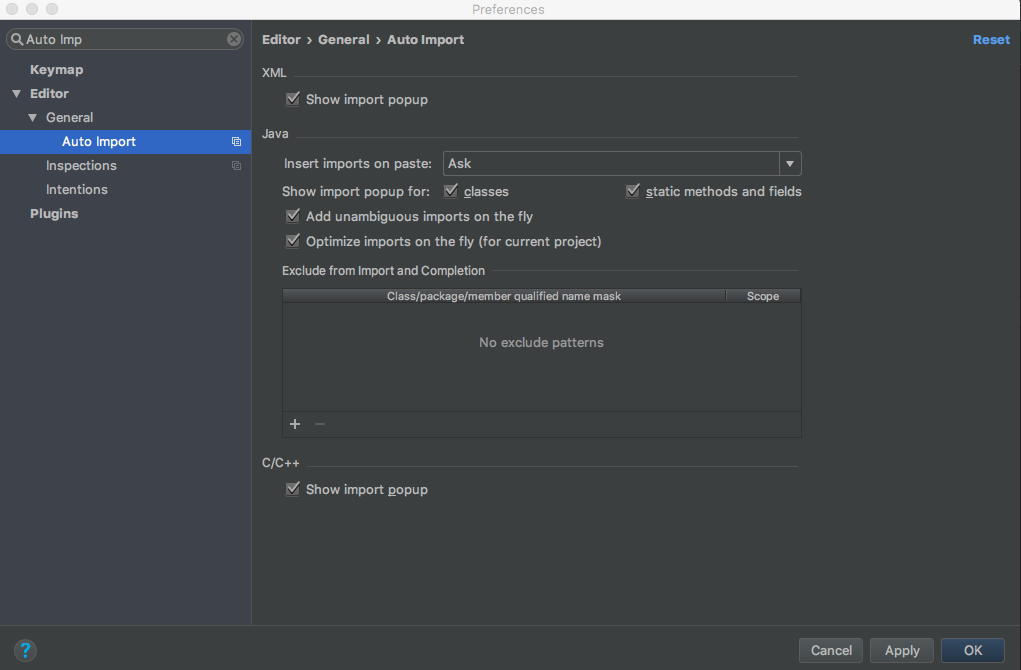 Preferences
Auto Imp
Keymap
Editor
General
Auto Import
Inspections
Intentions
Plugins
Editor › General › Auto Import
Reset
XML
Show import popup
Java
Insert imports on paste: Ask
Show import popup for: classes static methods and fields
Add unambiguous imports on the fly
Optimize imports on the fly (for current project)
Exclude from Import and Completion
Class/package/member qualified name mask Scope
No exclude patterns
C/C++
Show import popup
? Cancel Apply OK